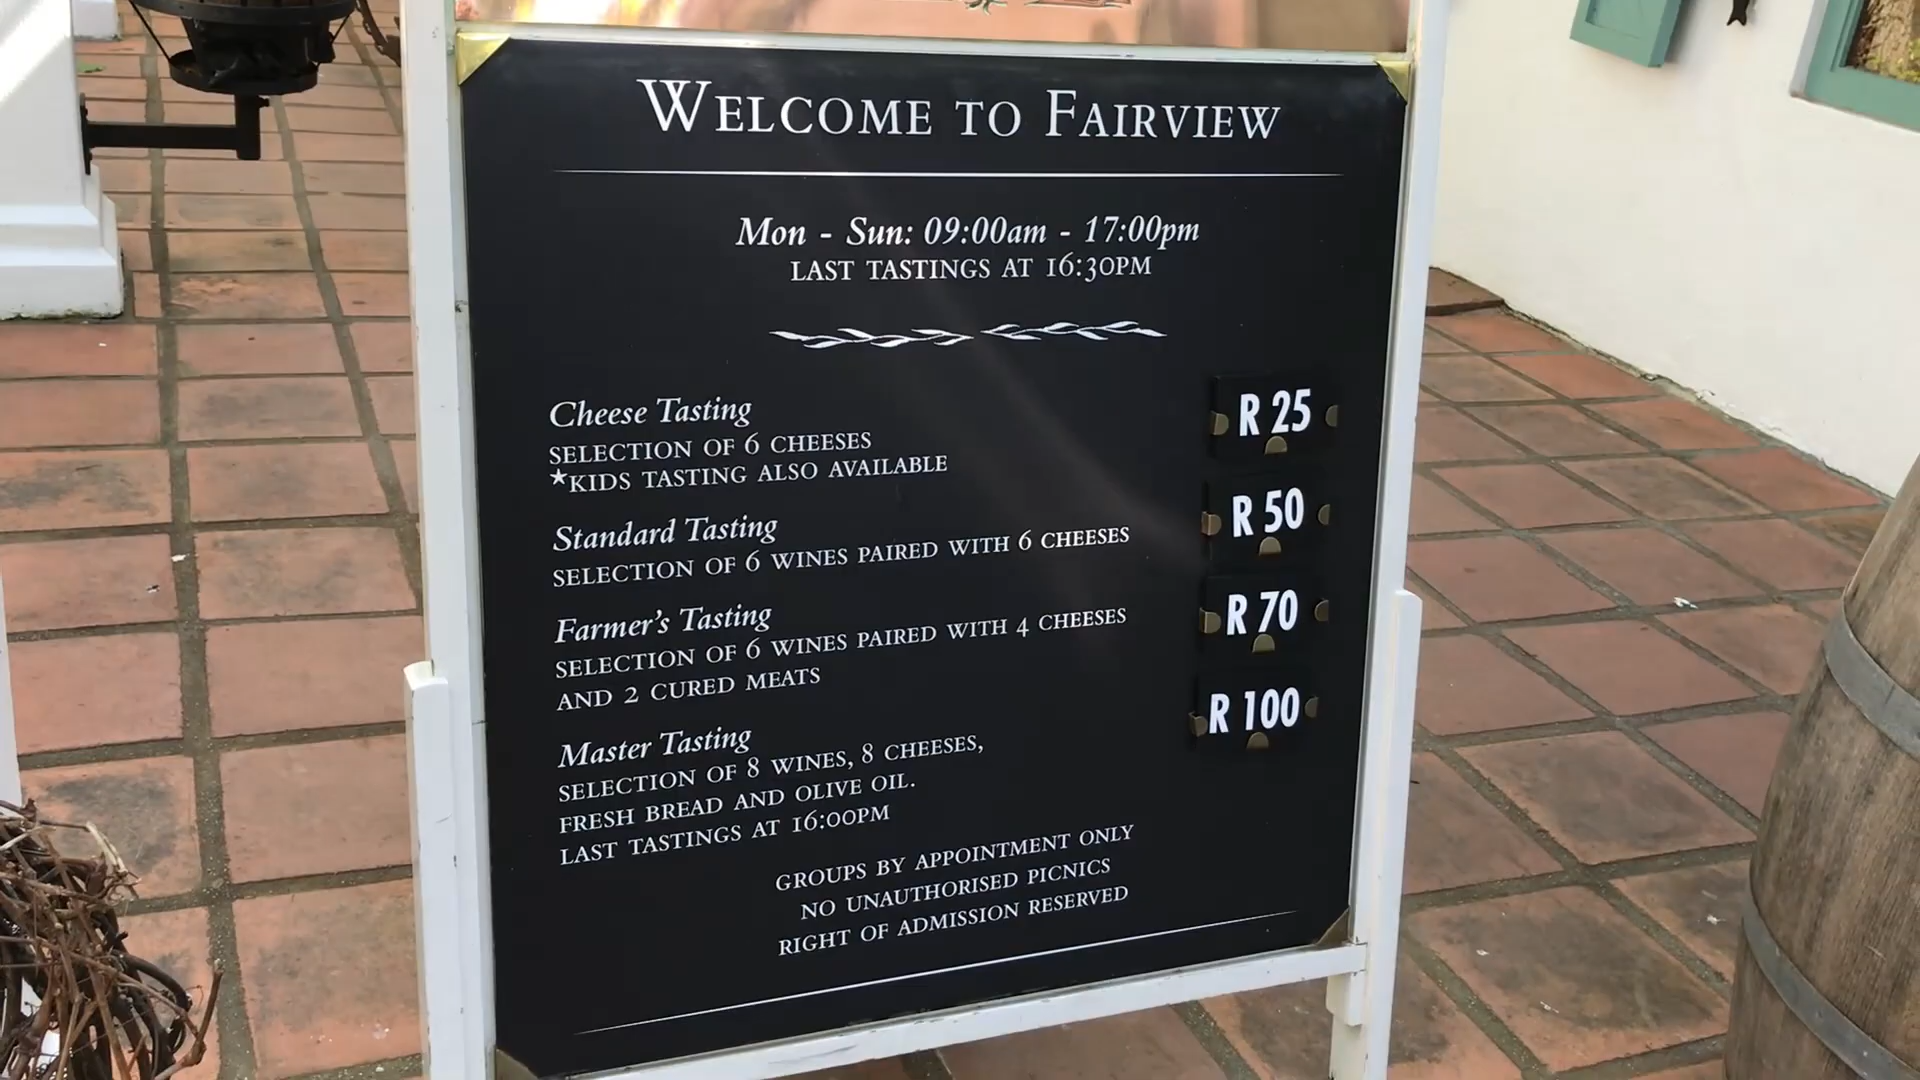 WELCOME TO FAIRVIEW
Mon - Sun: 09:00am - 17:00pm
LAST TASTINGS AT 16:30PM
Cheese Tasting
R 25
SELECTION OF 6 CHEESES
*KIDS TASTING ALSO AVAILABLE
Standard Tasting
R 50
SELECTION OF 6 WINES PAIRED WITH 6 CHEESES
Farmer's Tasting
R 70
SELECTION OF 6 WINES PAIRED WITH 4 CHEESES
AND 2 CURED MEATS
Master Tasting
R 100
SELECTION OF 8 WINES, 8 CHEESES,
FRESH BREAD AND OLIVE OIL.
LAST TASTINGS AT 16:00PM
GROUPS BY APPOINTMENT ONLY
NO UNAUTHORISED PICNICS
RIGHT OF ADMISSION RESERVED